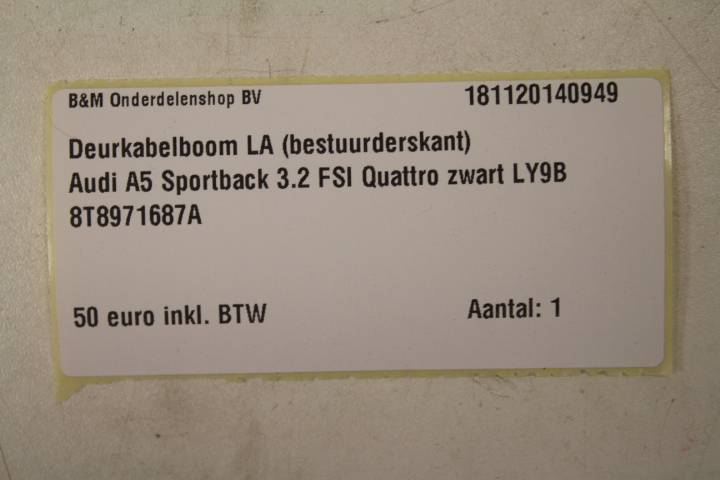 B&M Onderdelenshop BV 181120140949
Deurkabelboom LA (bestuurderskant)
Audi A5 Sportback 3.2 FSI Quattro zwart LY9B
8T8971687A
50 euro inkl. BTW Aantal: 1